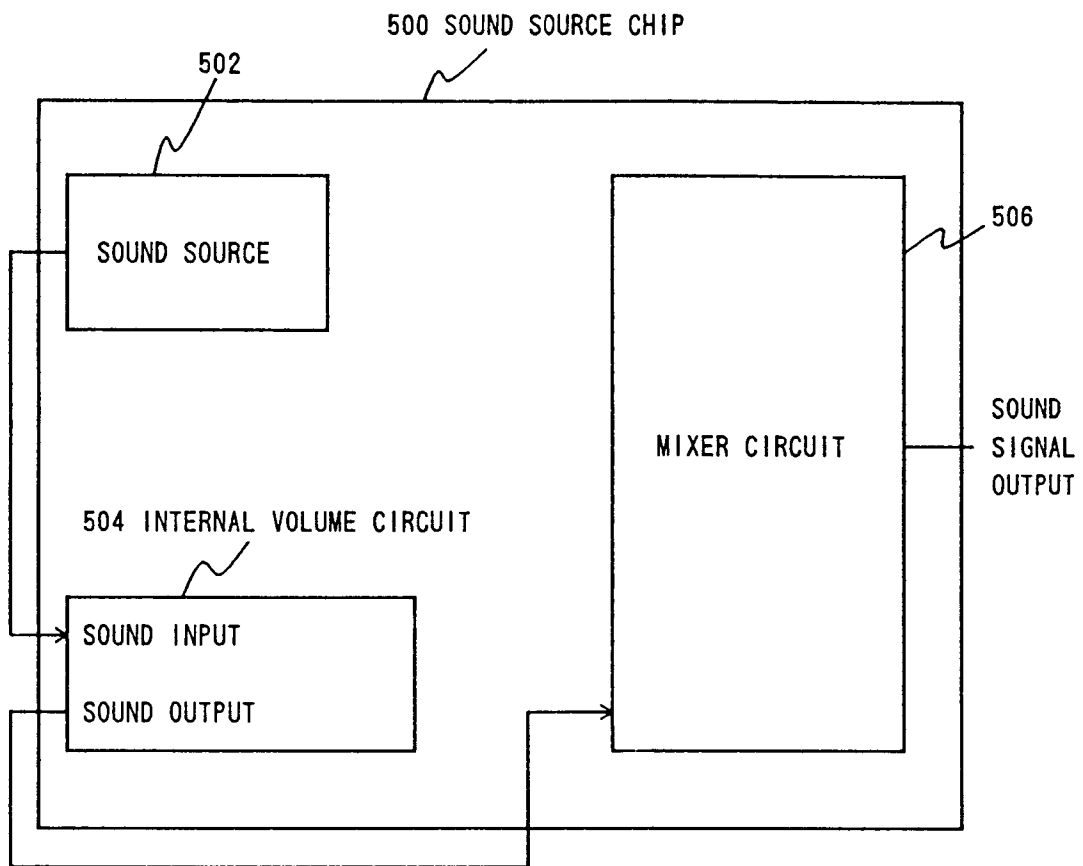 500 SOUND SOURCE CHIP
502
SOUND SOURCE
506
MIXER CIRCUIT
SOUND
SIGNAL
OUTPUT
504 INTERNAL VOLUME CIRCUIT
SOUND INPUT
SOUND OUTPUT